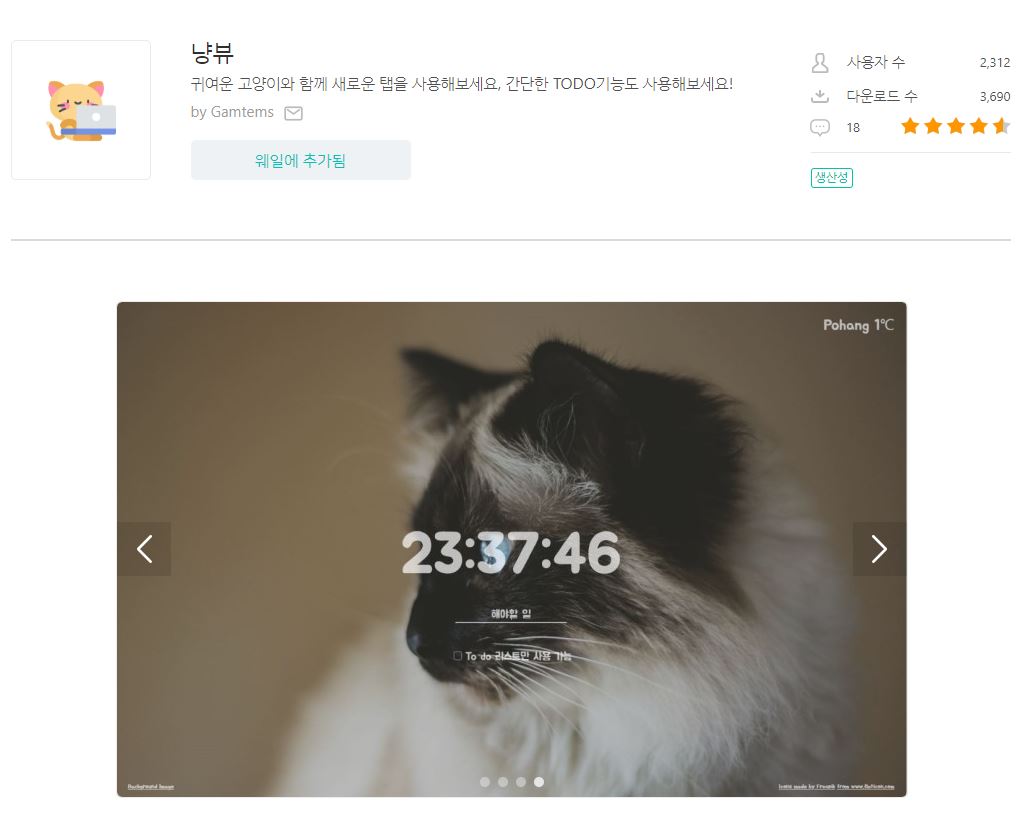 냥뷰
귀여운 고양이와 함께 새로운 탭을 사용해보세요, 간단한 TODO기능도 사용해보세요!
by Gamtems
웨일에 추가됨
사용자 수 2,312
다운로드 수 3,690
18
생산성
Pohang 1℃
23:37:46
해야할 일
To do 리스트만 사용 가능
Background Image
Icons made by Freepik from www.flaticon.com